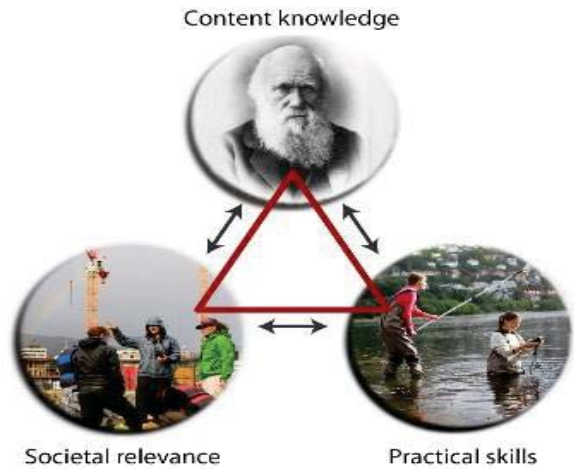 Content knowledge
Societal relevance
Practical skills